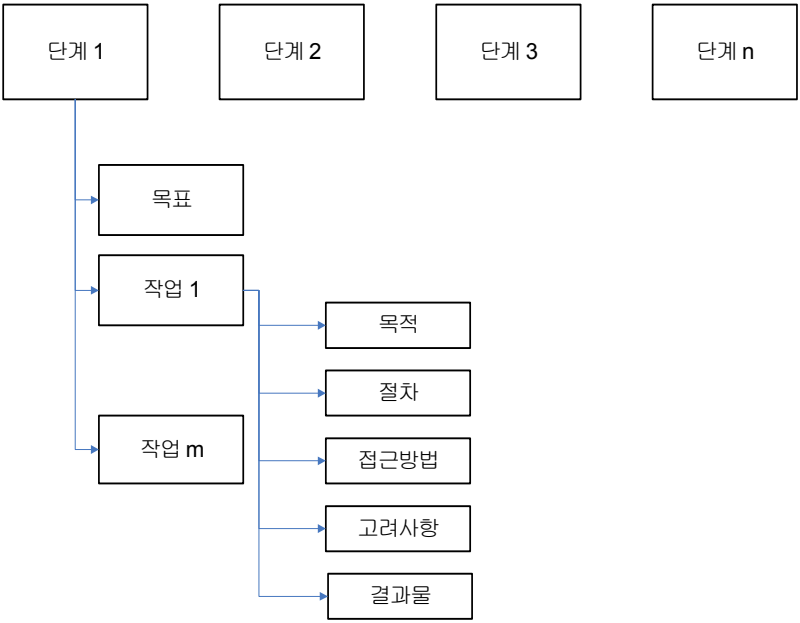 단계 1
단계 2
단계 3
단계 n
목표
작업 1
목적
절차
작업 m
접근방법
고려사항
결과물